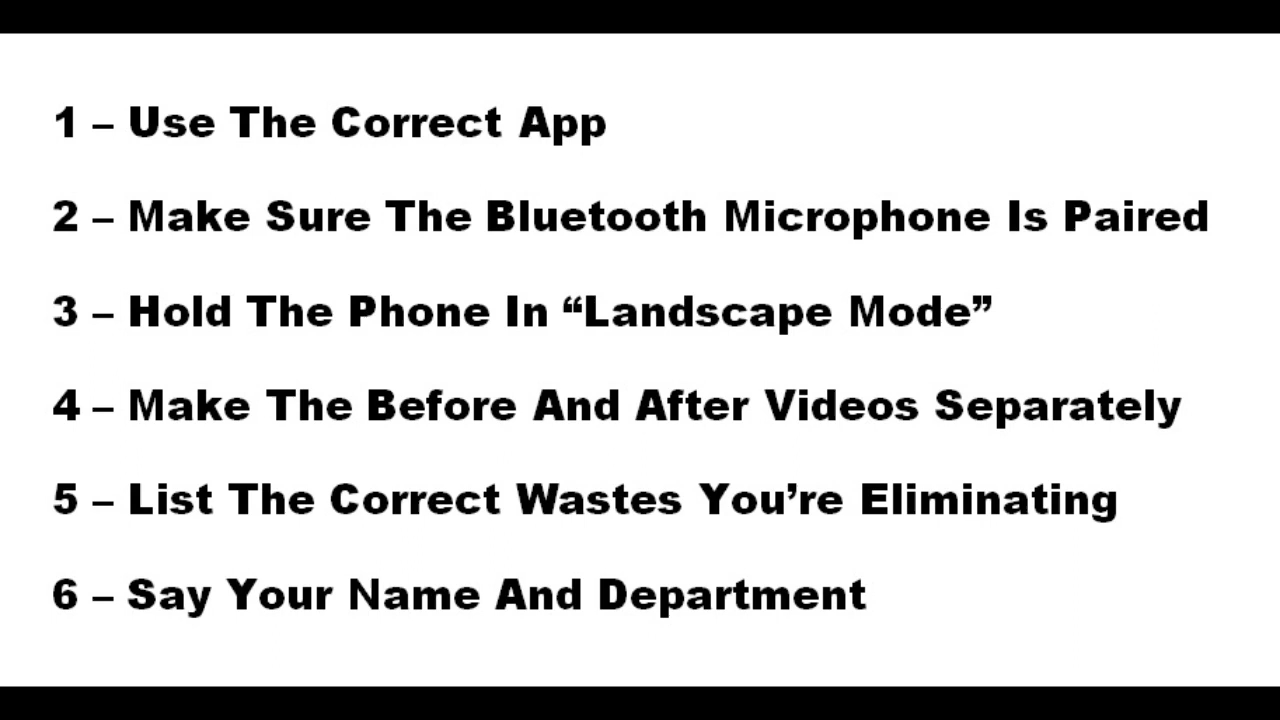 1 – Use The Correct App
2 – Make Sure The Bluetooth Microphone Is Paired
3 – Hold The Phone In “Landscape Mode”
4 – Make The Before And After Videos Separately
5 – List The Correct Wastes You’re Eliminating
6 – Say Your Name And Department